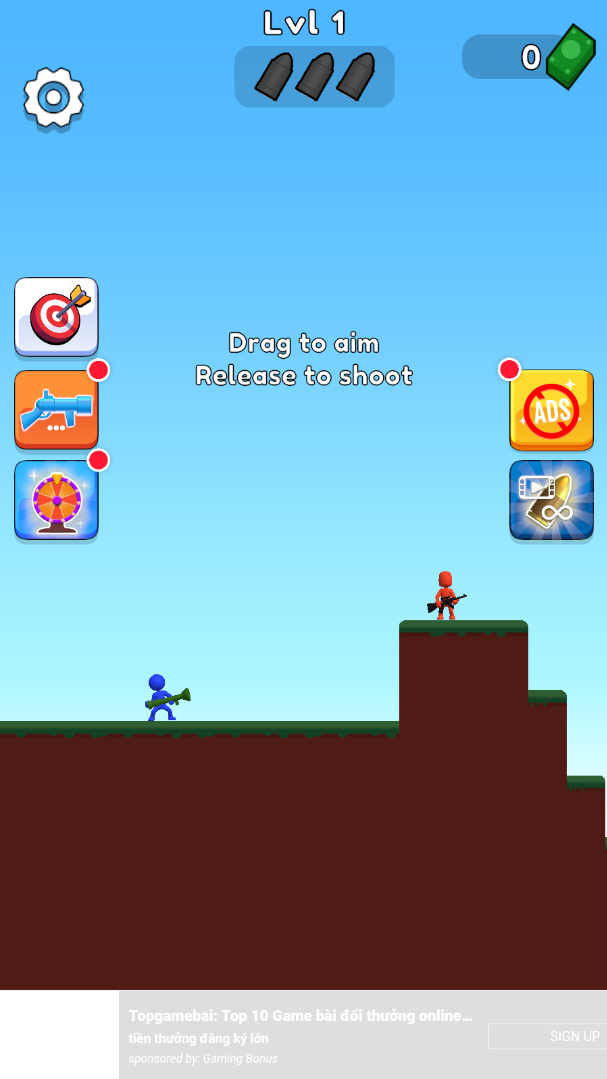 Lvl 1
0
Drag to aim
Release to shoot
ADS
Topgamebai: Top 10 Game bài đổi thưởng online…
tiền thưởng đăng ký lớn
sponsored by: Gaming Bonus
SIGN UP